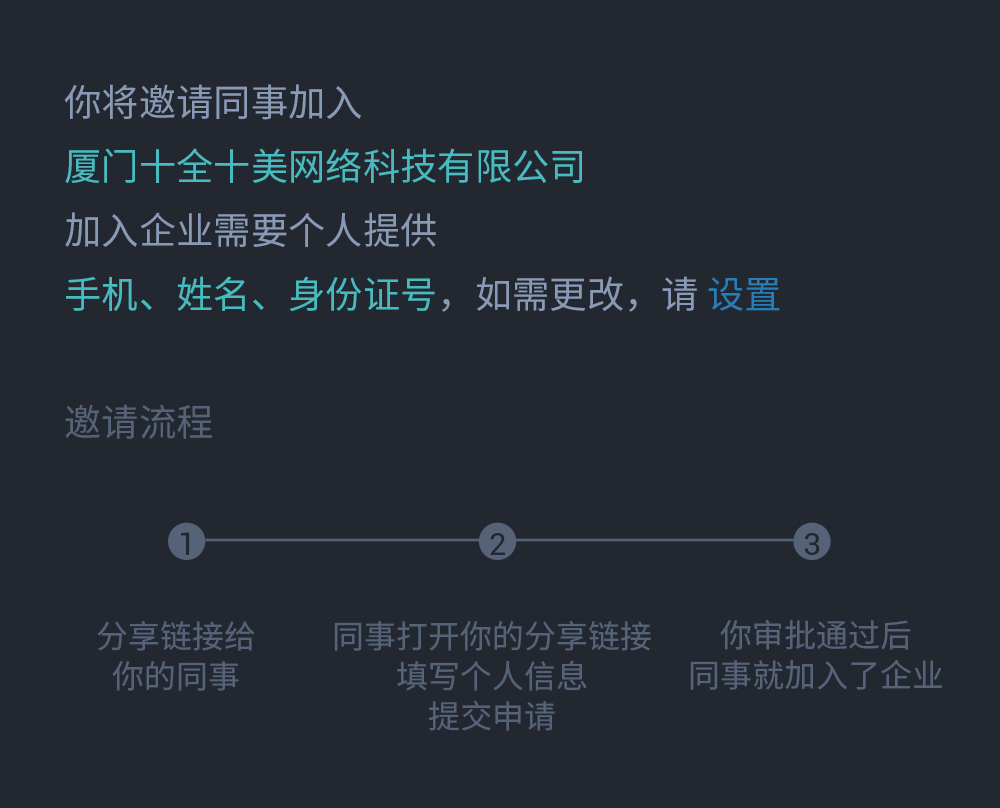 你将邀请同事加入
厦门十全十美网络科技有限公司
加入企业需要个人提供
手机、姓名、身份证号，如需更改，请 设置
邀请流程
1
2
3
分享链接给
你的同事
同事打开你的分享链接
填写个人信息
提交申请
你审批通过后
同事就加入了企业